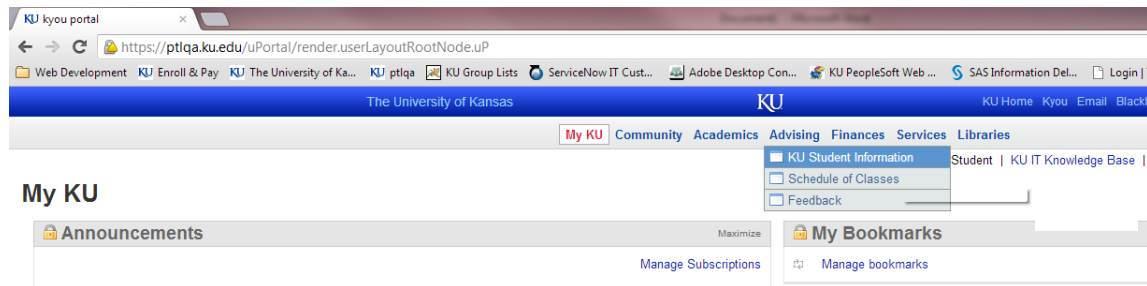 KU kyou portal
https://ptlqa.ku.edu/uPortal/render.userLayoutRootNode.uP
Web Development KU Enroll & Pay KU The University of Ka... KU ptlqa KU Group Lists ServiceNow IT Cust... Adobe Desktop Con... KU PeopleSoft Web ... SAS Information Del... Login |
The University of Kansas KU KU Home Kyou Email
My KU Community Academics Advising Finances Services Libraries
KU Student Information Student | KU IT Knowledge Base |
Schedule of Classes
Feedback
My KU
Announcements Maximize My Bookmarks
Manage Subscriptions Manage bookmarks